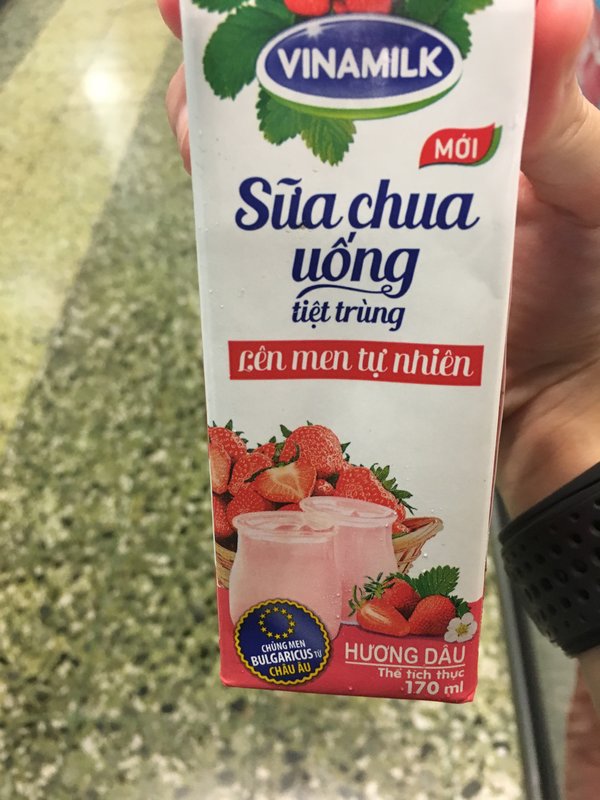 VINAMILK
MỚI
Sữa chua
uống
tiệt trùng
Lên men tự nhiên
CHỦNG MEN
BULGARICUS TỪ
CHÂU ÂU
HƯƠNG DÂU
Thể tích thực
170 ml